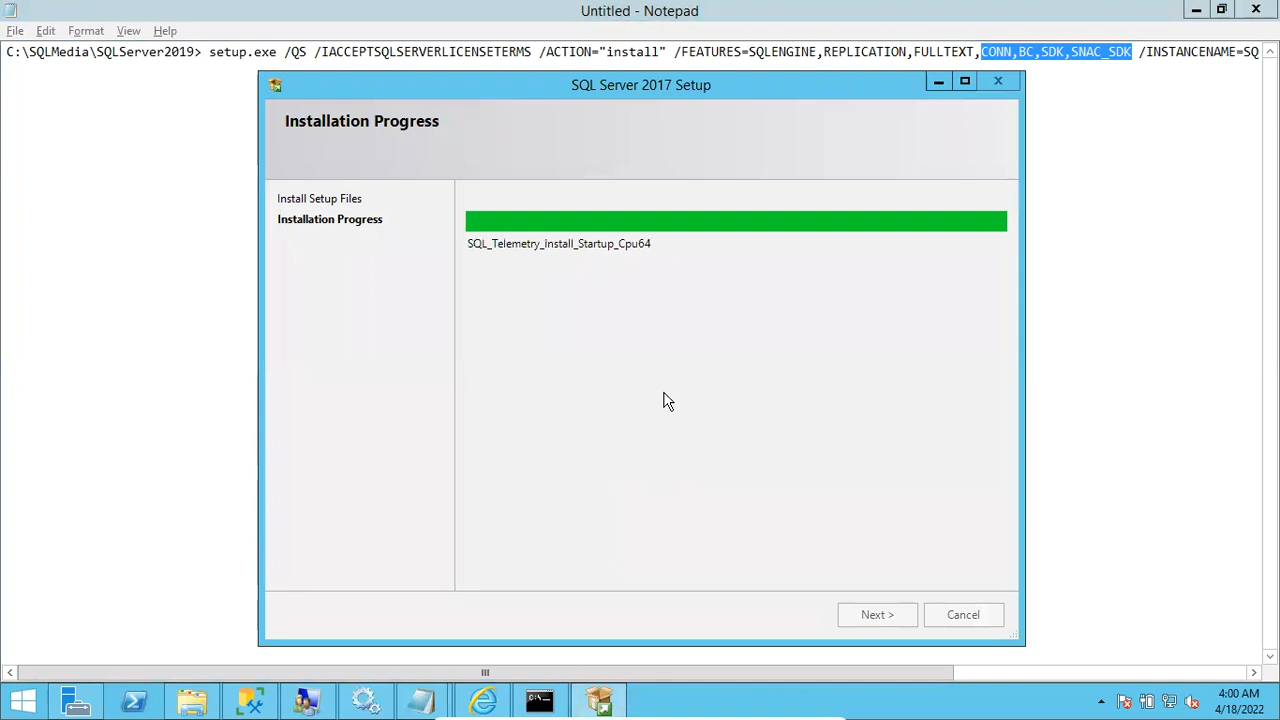 Untitled - Notepad
File Edit Format View Help
C:\SQLMedia\SQLServer2019> setup.exe /QS /IACCEPTSQLSERVERLICENSETERMS /ACTION="install" /FEATURES=SQLENGINE,REPLICATION,FULLTEXT,CONN,BC,SDK,SNAC_SDK /INSTANCENAME=SQ
SQL Server 2017 Setup
Installation Progress
Install Setup Files
Installation Progress
SQL_Telemetry_Install_Startup_Cpu64
Next >
Cancel
4:00 AM
4/18/2022